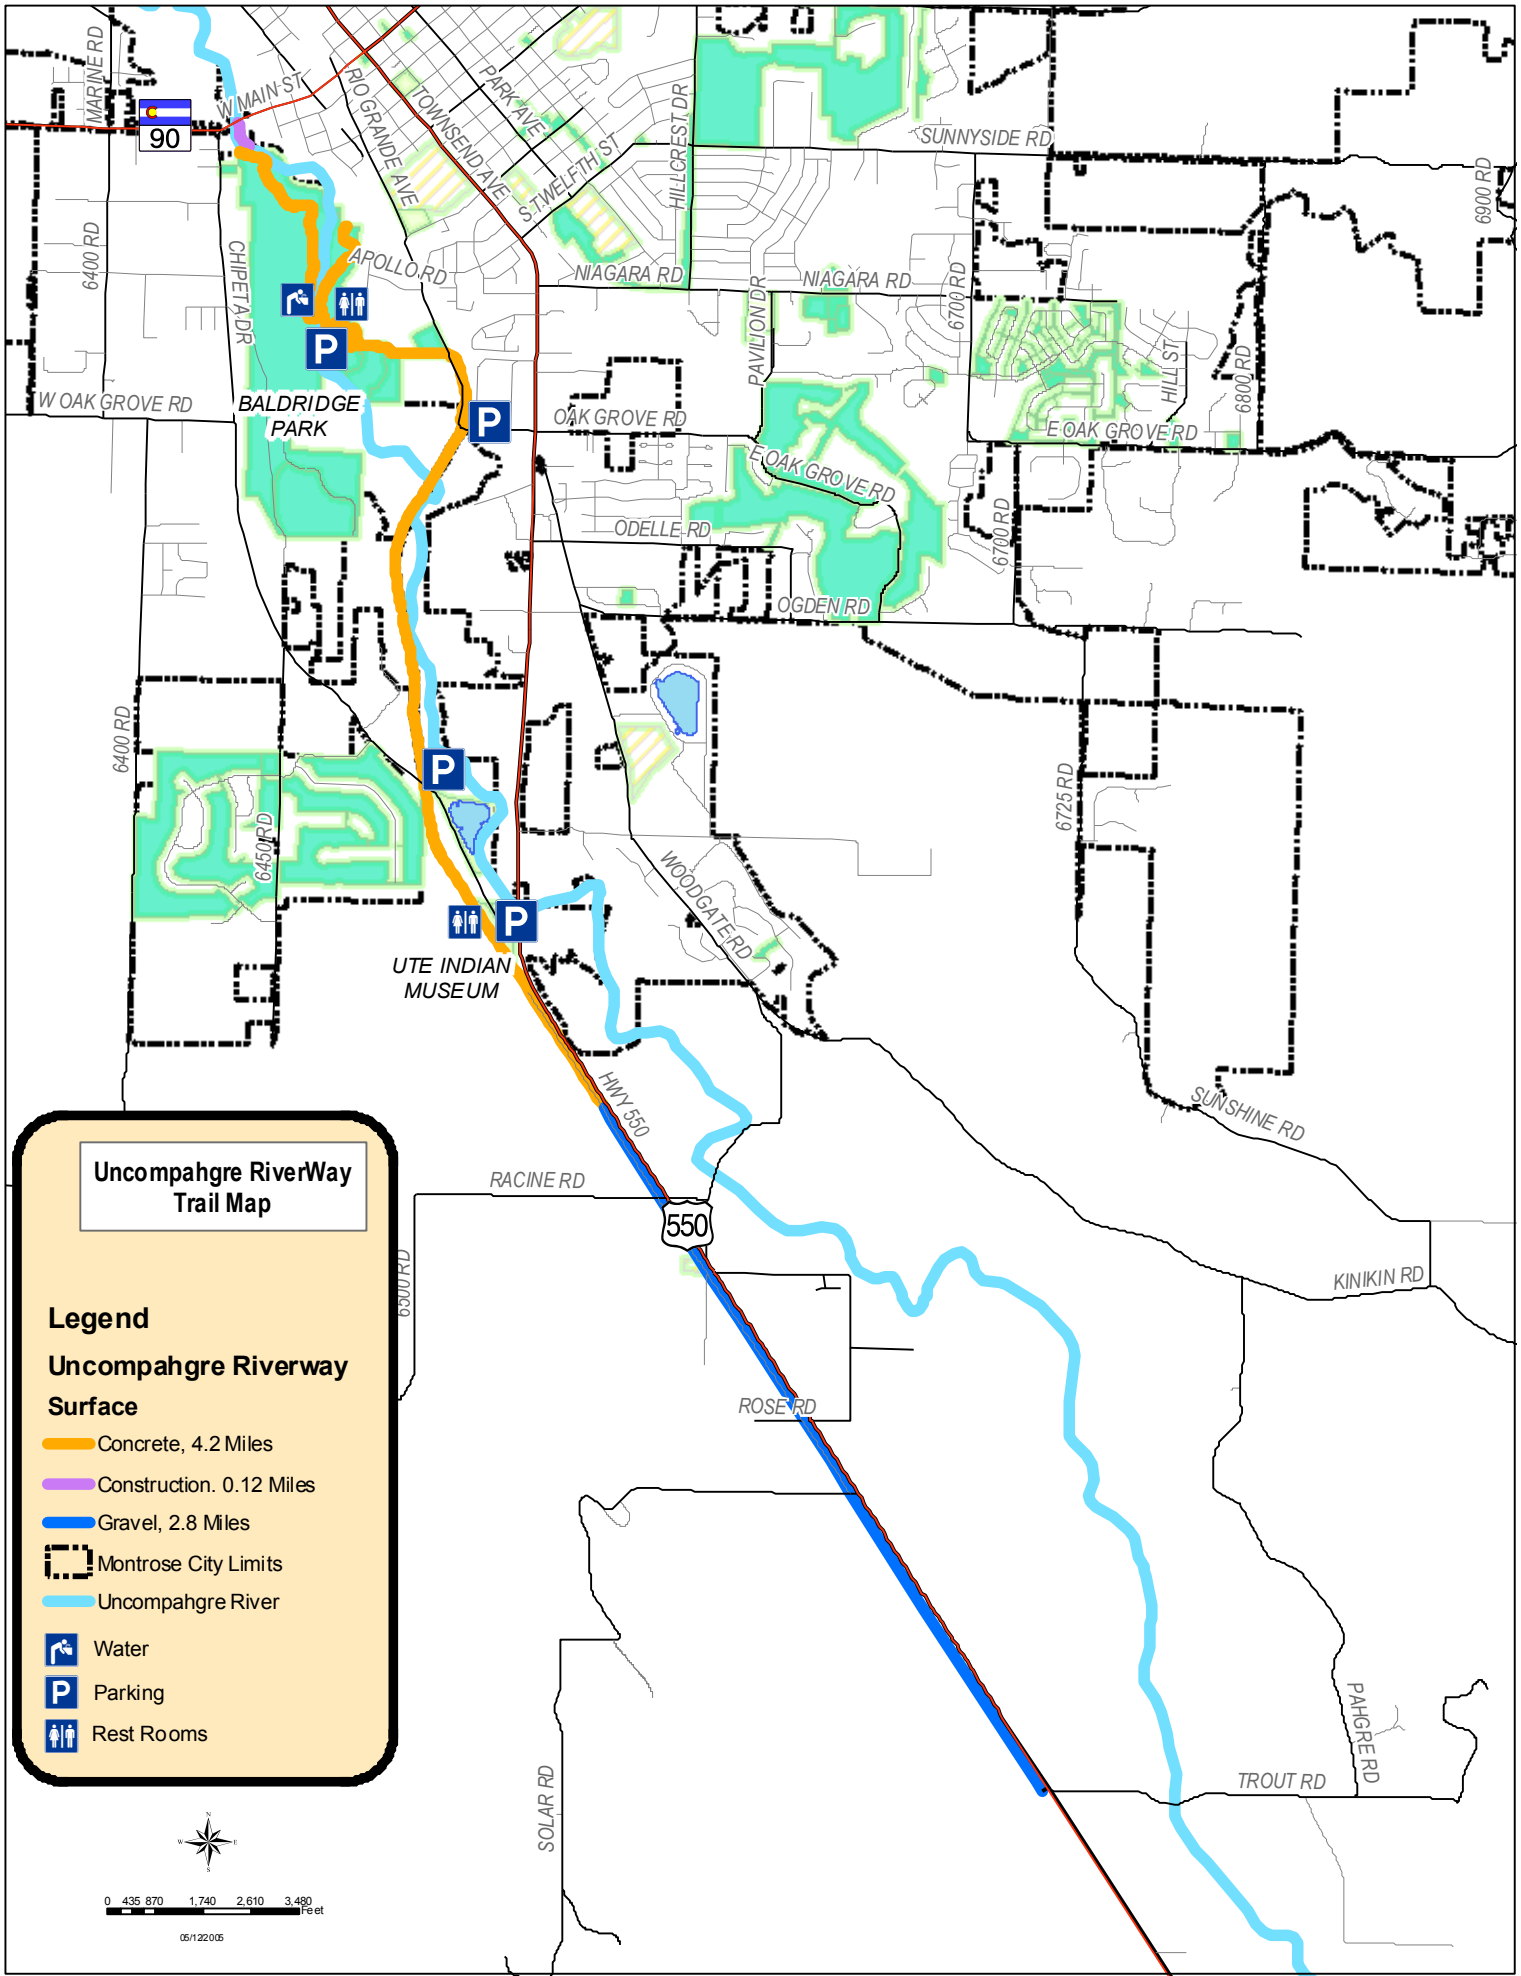 MARINE RD
W MAIN ST
90
RIO GRANDE AVE
TOWNSEND AVE
PARK AVE
S TWELFTH ST
HILLCREST DR
SUNNYSIDE RD
6900 RD
6400 RD
CHIPETA DR
APOLLO RD
NIAGARA RD
NIAGARA RD
PAVILION DR
6700 RD
HILL ST
6800 RD
P
W OAK GROVE RD
BALDRIDGE
PARK
P
OAK GROVE RD
E OAK GROVE RD
E OAK GROVE RD
ODELLE RD
6700 RD
OGDEN RD
6400 RD
P
6725 RD
6450 RD
WOODGATE RD
P
UTE INDIAN
MUSEUM
HWY 550
SUNSHINE RD
RACINE RD
550
6500 RD
KINIKIN RD
ROSE RD
PAHGRE RD
TROUT RD
SOLAR RD
Uncompahgre RiverWay
Trail Map
Legend
Uncompahgre Riverway
Surface
Concrete, 4.2 Miles
Construction. 0.12 Miles
Gravel, 2.8 Miles
Montrose City Limits
Uncompahgre River
Water
P Parking
Rest Rooms
N
W E
S
0 435 870 1,740 2,610 3,480
Feet
05/12/2005